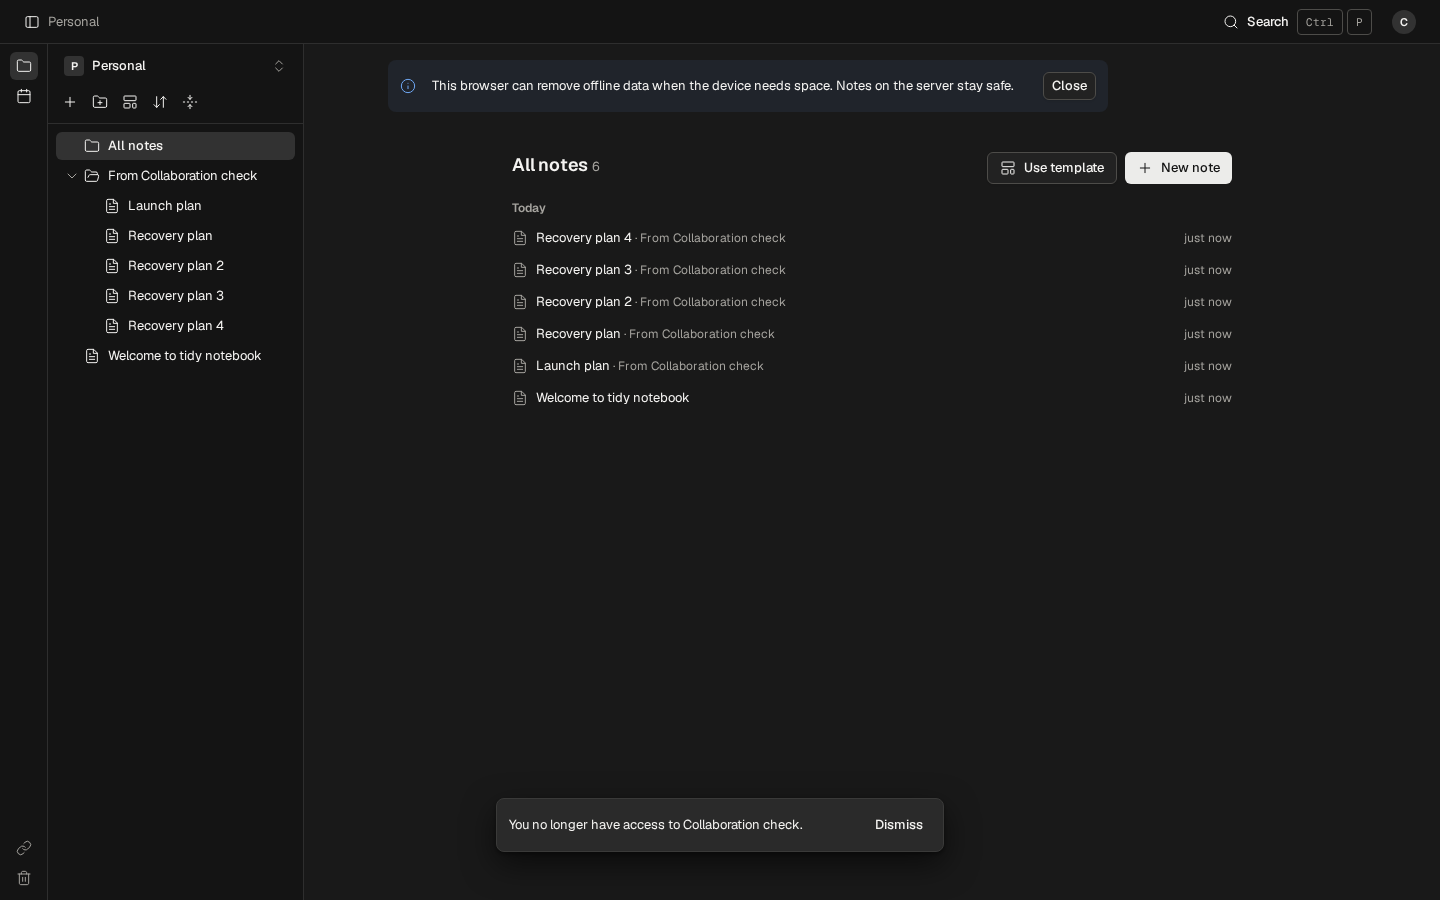 Personal
Search Ctrl P C
P Personal
This browser can remove offline data when the device needs space. Notes on the server stay safe. Close
All notes
From Collaboration check
Launch plan
Recovery plan
Recovery plan 2
Recovery plan 3
Recovery plan 4
Welcome to tidy notebook
All notes 6
Use template
New note
Today
Recovery plan 4 · From Collaboration check just now
Recovery plan 3 · From Collaboration check just now
Recovery plan 2 · From Collaboration check just now
Recovery plan · From Collaboration check just now
Launch plan · From Collaboration check just now
Welcome to tidy notebook just now
You no longer have access to Collaboration check. Dismiss